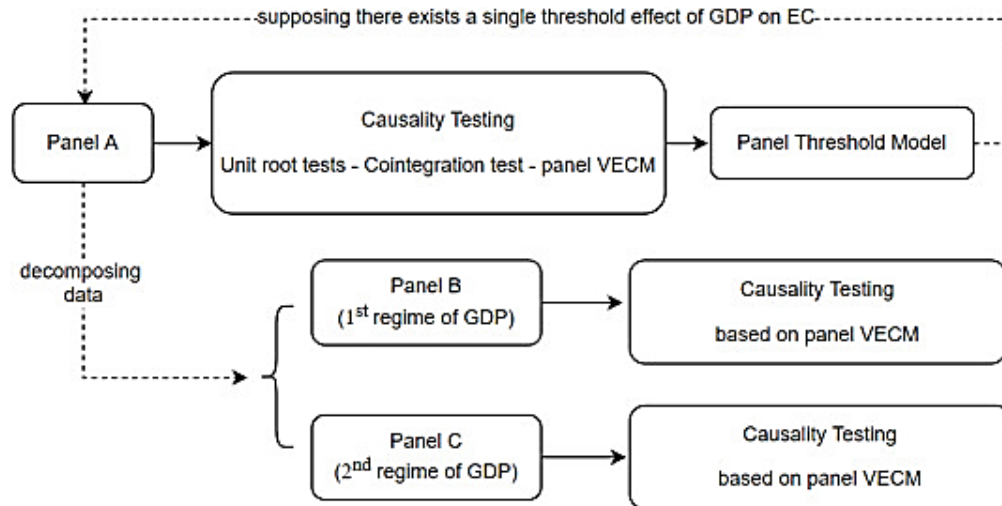 supposing there exists a single threshold effect of GDP on EC
Panel A
Causality Testing
Unit root tests - Cointegration test - panel VECM
Panel Threshold Model
decomposing
data
Panel B
(1st regime of GDP)
Causality Testing
based on panel VECM
Panel C
(2nd regime of GDP)
Causality Testing
based on panel VECM